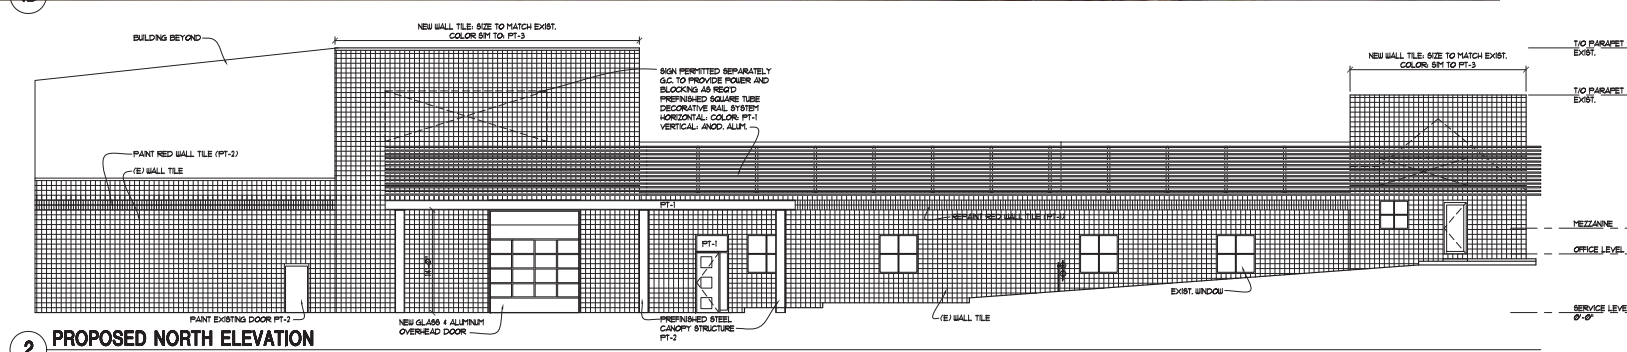 NEW WALL TILE: SIZE TO MATCH EXIST.
COLOR SIM TO: PT-3
BUILDING BEYOND
T/O PARAPET
EXIST.
NEW WALL TILE: SIZE TO MATCH EXIST.
COLOR: SIM TO PT-3
SIGN PERMITTED SEPARATELY
G.C. TO PROVIDE POWER AND
BLOCKING AS REQ'D
PREFINISHED SQUARE TUBE
DECORATIVE RAIL SYSTEM
HORIZONTAL: COLOR: PT-1
VERTICAL: ANOD. ALUM.
T/O PARAPET
EXIST.
PAINT RED WALL TILE (PT-2)
(E) WALL TILE
PT-1
REPAINT RED WALL TILE (PT-1)
MEZZANINE
PT-1
OFFICE LEVEL
EXIST. WINDOW
SERVICE LEVE
0'-0"
PAINT EXISTING DOOR PT-2
NEW GLASS & ALUMINUM
OVERHEAD DOOR
PREFINISHED STEEL
CANOPY STRUCTURE
PT-2
(E) WALL TILE
2 PROPOSED NORTH ELEVATION